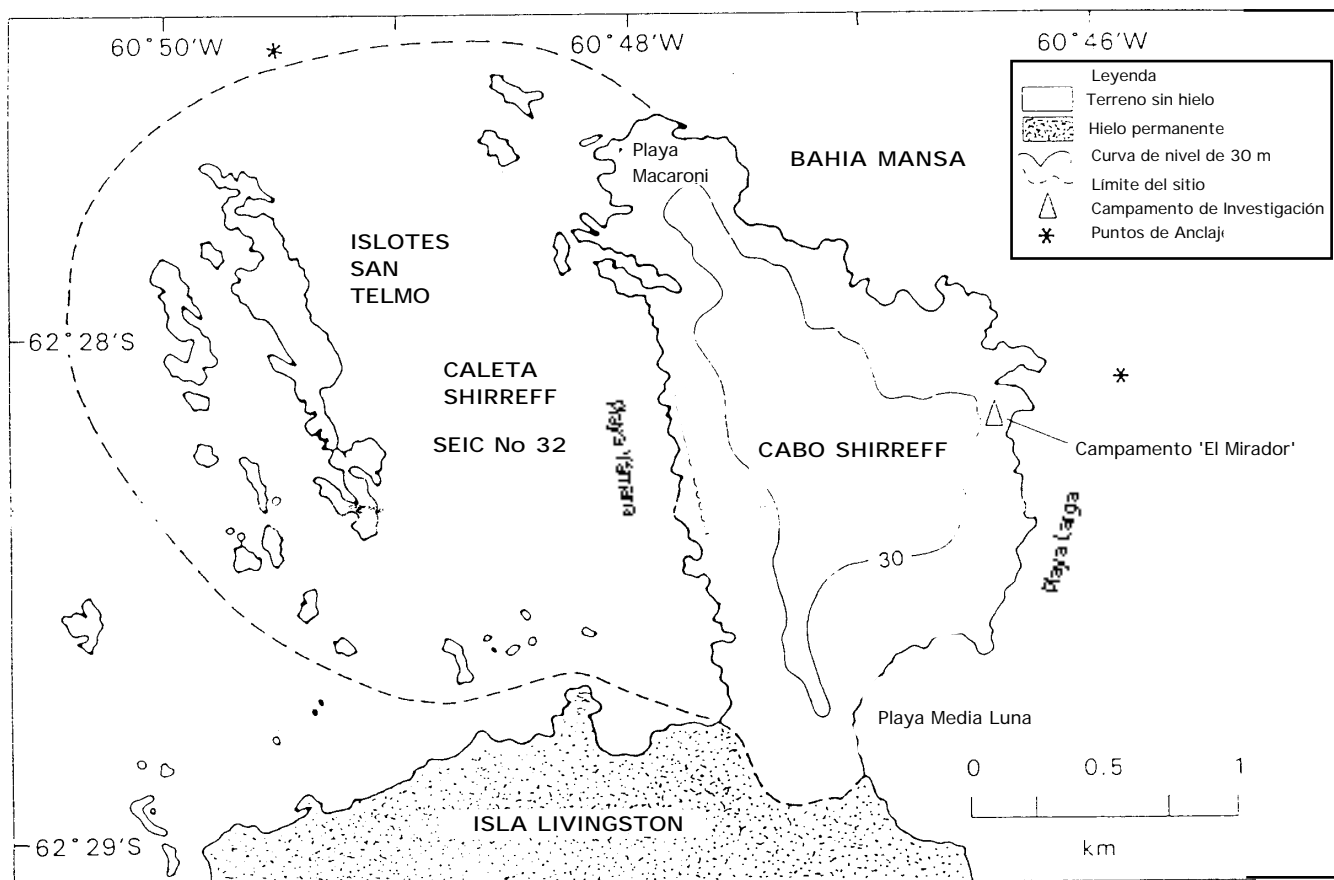 60°50'W
60°48'W
60°46'W
Leyenda
Terreno sin hielo
Hielo permanente
Curva de nivel de 30 m
Límite del sitio
Campamento de Investigación
Puntos de Anclaje
Playa
Macaroni
BAHIA MANSA
ISLOTES
SAN
TELMO
62°28'S
CALETA
SHIRREFF
SEIC No 32
Playa
CABO SHIRREFF
Campamento 'El Mirador'
Playa Larga
30
Playa Media Luna
0 0.5 1
km
ISLA LIVINGSTON
62°29'S